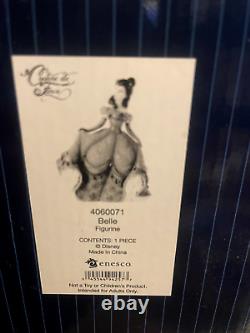 Couture de
Force
4060071
Belle
Figurine
CONTENTS: 1 PIECE
© Disney
Made in China
enesco
Not a Toy or Children's Product.
Intended for Adults Only.